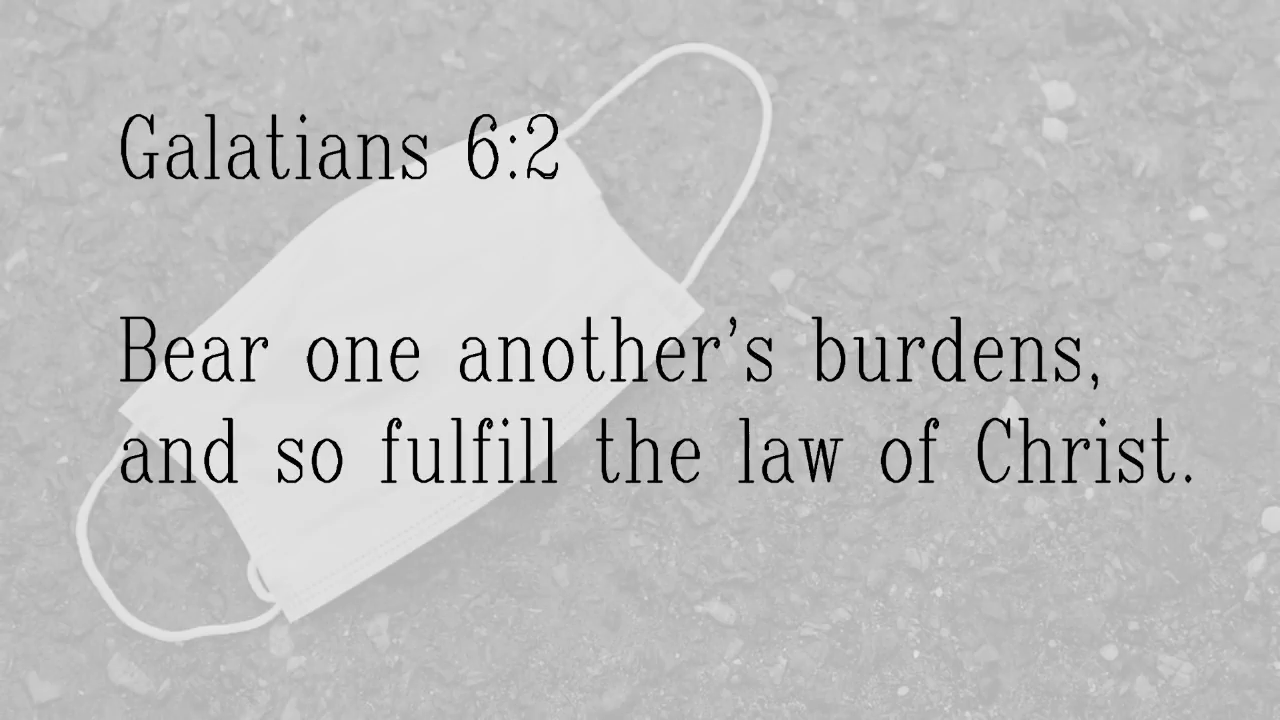 Galatians 6:2
Bear one another’s burdens,
and so fulfill the law of Christ.